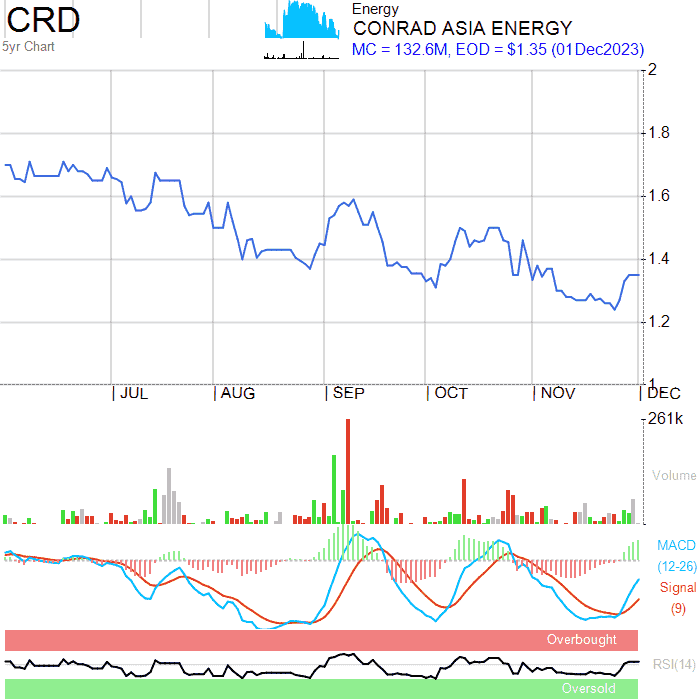 CRD
5yr Chart
Energy
CONRAD ASIA ENERGY
MC = 132.6M, EOD = $1.35 (01Dec2023)
2
1.8
1.6
1.4
1.2
1
JUL AUG SEP OCT NOV DEC
261k
Volume
MACD
(12-26)
Signal
(9)
Overbought
RSI(14)
Oversold